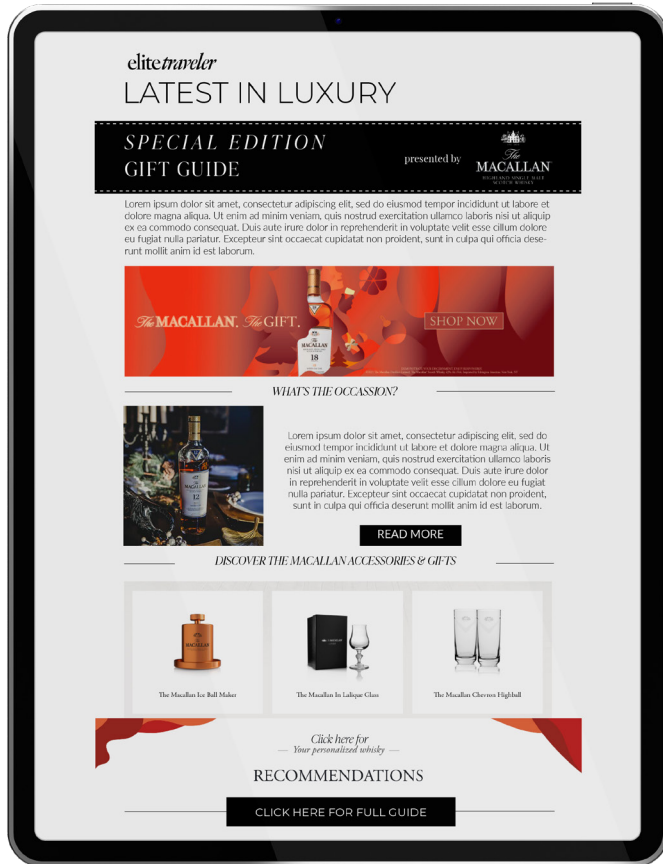 elitetraveler
LATEST IN LUXURY
SPECIAL EDITION
GIFT GUIDE
presented by
The
MACALLAN
HIGHLAND SINGLE MALT
SCOTCH WHISKY
Lorem ipsum dolor sit amet, consectetur adipiscing elit, sed do eiusmod tempor incididunt ut labore et
dolore magna aliqua. Ut enim ad minim veniam, quis nostrud exercitation ullamco laboris nisi ut aliquip
ex ea commodo consequat. Duis aute irure dolor in reprehenderit in voluptate velit esse cillum dolore
eu fugiat nulla pariatur. Excepteur sint occaecat cupidatat non proident, sunt in culpa qui officia dese-
runt mollit anim id est laborum.
The MACALLAN. The GIFT.
MACALLAN
18
SHOP NOW
WHAT'S THE OCCASSION?
MACALLAN
12
Lorem ipsum dolor sit amet, consectetur adipiscing elit, sed do
eiusmod tempor incididunt ut labore et dolore magna aliqua. Ut
enim ad minim veniam, quis nostrud exercitation ullamco laboris
nisi ut aliquip ex ea commodo consequat. Duis aute irure dolor
in reprehenderit in voluptate velit esse cillum dolore eu fugiat
nulla pariatur. Excepteur sint occaecat cupidatat non proident,
sunt in culpa qui officia deserunt mollit anim id est laborum.
READ MORE
DISCOVER THE MACALLAN ACCESSORIES & GIFTS
MACALLAN
The Macallan Ice Ball Maker
The Macallan In Lalique Glass
The Macallan Chevron Highball
Click here for
Your personalized whisky
RECOMMENDATIONS
CLICK HERE FOR FULL GUIDE